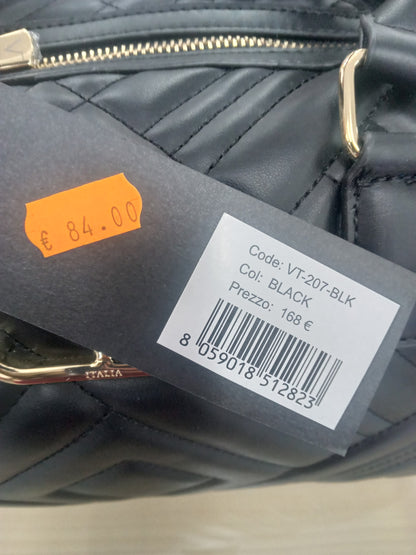 € 84.00
Code: VT-207-BLK
Col: BLACK
Prezzo: 168 €
8 059018 512823
ITALIA